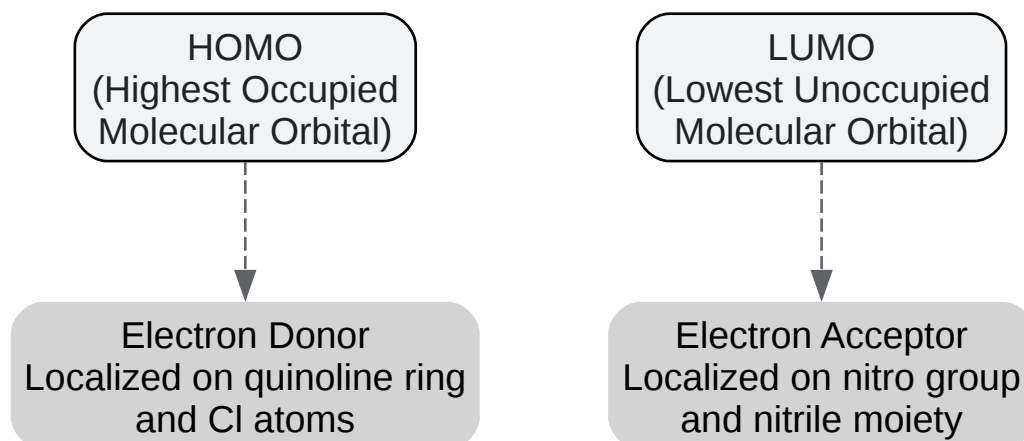 HOMO
(Highest Occupied
Molecular Orbital)
LUMO
(Lowest Unoccupied
Molecular Orbital)
Electron Donor
Localized on quinoline ring
and Cl atoms
Electron Acceptor
Localized on nitro group
and nitrile moiety